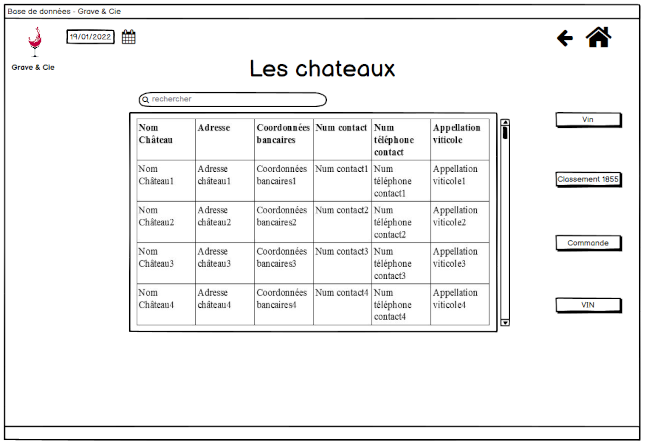 Base de données - Grave & Cie
19/01/2022
Grave & Cie
Les chateaux
rechercher
Nom Château Adresse Coordonnées bancaires Num contact Num téléphone contact Appellation viticole
Nom Château1 Adresse château1 Coordonnées bancaires1 Num contact1 Num téléphone contact1 Appellation viticole1
Nom Château2 Adresse château2 Coordonnées bancaires2 Num contact2 Num téléphone contact2 Appellation viticole2
Nom Château3 Adresse château3 Coordonnées bancaires3 Num contact3 Num téléphone contact3 Appellation viticole3
Nom Château4 Adresse château4 Coordonnées bancaires4 Num contact4 Num téléphone contact4 Appellation viticole4
Vin
Classement 1855
Commande
VIN